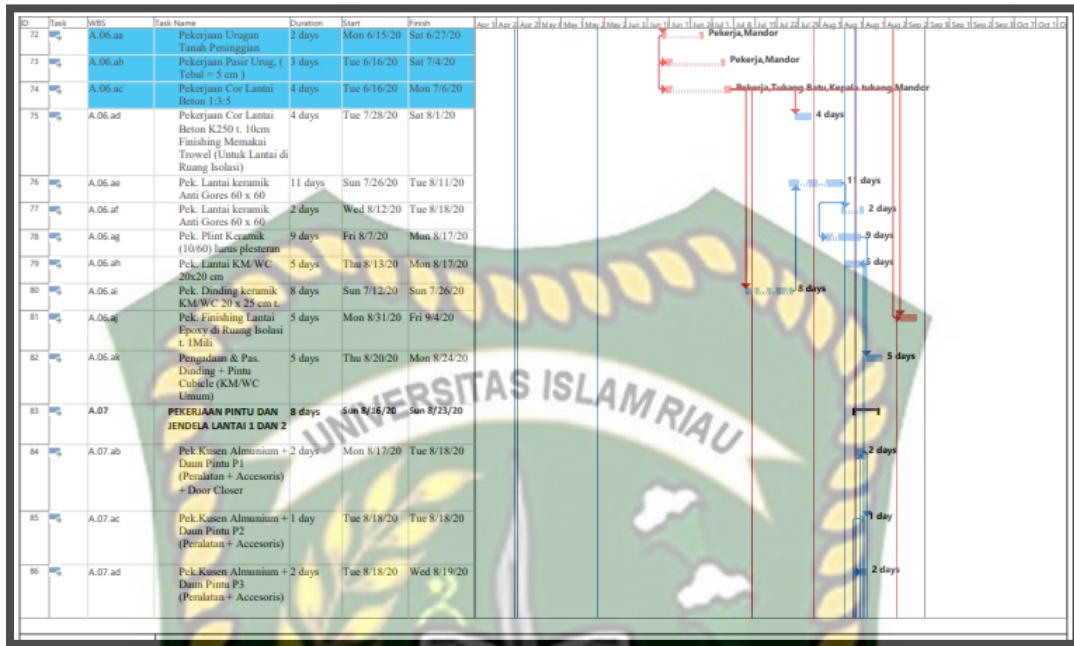 ID Task WBS Task Name Duration Start Finish
72 A.06.aa Pekerjaan Urugan 2 days Mon 6/15/20 Sat 6/27/20 Pekerja,Mandor
Tanah Peninggian
73 A.06.ab Pekerjaan Pasir Urug, ( 3 days Tue 6/16/20 Sat 7/4/20 Pekerja,Mandor
Tebal = 5 cm )
74 A.06.ac Pekerjaan Cor Lantai 4 days Tue 6/16/20 Mon 7/6/20 Pekerja,Tukang Batu,Kepala tukang,Mandor
Beton 1:3:5
75 A.06.ad Pekerjaan Cor Lantai 4 days Tue 7/28/20 Sat 8/1/20 4 days
Beton K250 t. 10cm
Finishing Memakai
Trowel (Untuk Lantai di
Ruang Isolasi)
76 A.06.ae Pek. Lantai keramik 11 days Sun 7/26/20 Tue 8/11/20 11 days
Anti Gores 60 x 60
77 A.06.af Pek. Lantai keramik 2 days Wed 8/12/20 Tue 8/18/20 2 days
Anti Gores 60 x 60
78 A.06.ag Pek. Plint Keramik 9 days Fri 8/7/20 Mon 8/17/20 9 days
(10/60) harus plesteran
79 A.06.ah Pek. Lantai KM/WC 5 days Thu 8/13/20 Mon 8/17/20 5 days
20x20 cm
80 A.06.ai Pek. Dinding keramik 8 days Sun 7/12/20 Sun 7/26/20 8 days
KM/WC 20 x 25 cm t.
81 A.06.aj Pek. Finishing Lantai 5 days Mon 8/31/20 Fri 9/4/20
Epoxy di Ruang Isolasi
t. 1Mili
82 A.06.ak Pengadaan & Pas. 5 days Thu 8/20/20 Mon 8/24/20 5 days
Dinding + Pintu
Cubicle (KM/WC
Umum)
83 A.07 PEKERJAAN PINTU DAN 8 days Sun 8/16/20 Sun 8/23/20
JENDELA LANTAI 1 DAN 2
UNIVERSITAS ISLAM RIAU
84 A.07.ab Pek.Kusen Almunium + 2 days Mon 8/17/20 Tue 8/18/20 2 days
Daun Pintu P1
(Peralatan + Accesoris)
+ Door Closer
85 A.07.ac Pek.Kusen Almunium + 1 day Tue 8/18/20 Tue 8/18/20 1 day
Daun Pintu P2
(Peralatan + Accesoris)
86 A.07.ad Pek.Kusen Almunium + 2 days Tue 8/18/20 Wed 8/19/20 2 days
Daun Pintu P3
(Peralatan + Accesoris)